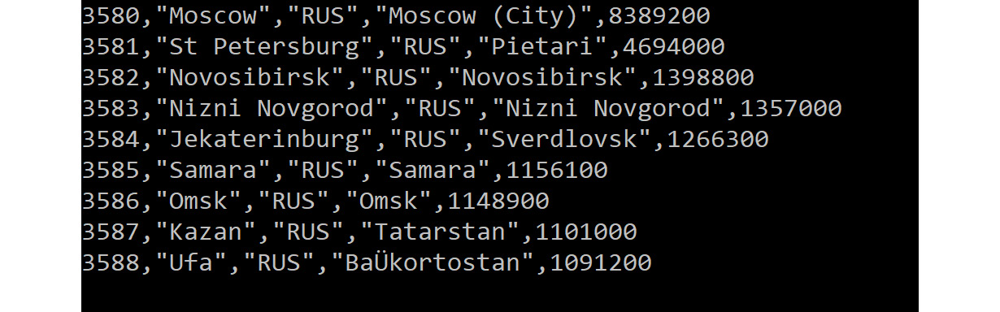 3580,"Moscow","RUS","Moscow (City)",8389200
3581,"St Petersburg","RUS","Pietari",4694000
3582,"Novosibirsk","RUS","Novosibirsk",1398800
3583,"Nizni Novgorod","RUS","Nizni Novgorod",1357000
3584,"Jekaterinburg","RUS","Sverdlovsk",1266300
3585,"Samara","RUS","Samara",1156100
3586,"Omsk","RUS","Omsk",1148900
3587,"Kazan","RUS","Tatarstan",1101000
3588,"Ufa","RUS","BaÜkortostan",1091200